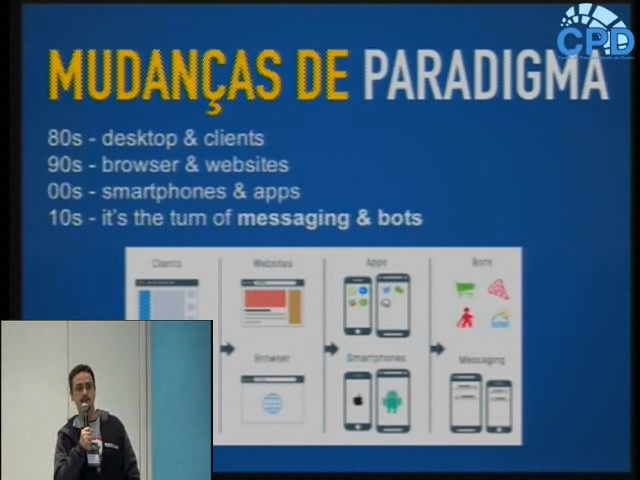 CPD
MUDANÇAS DE PARADIGMA
80s - desktop & clients
90s - browser & websites
00s - smartphones & apps
10s - it's the turn of messaging & bots
Clients
Websites
Apps
Bots
Browser
Smartphones
Messaging